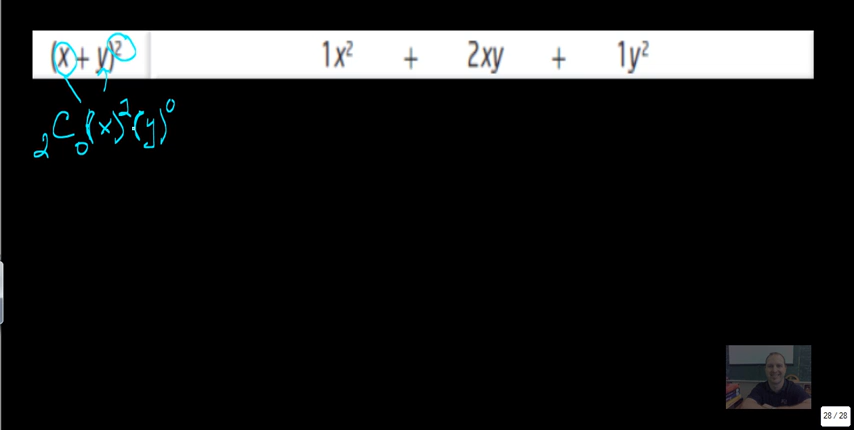 (x + y)² 1x² + 2xy + 1y²
₂C₀(x)²(y)⁰
28 / 28